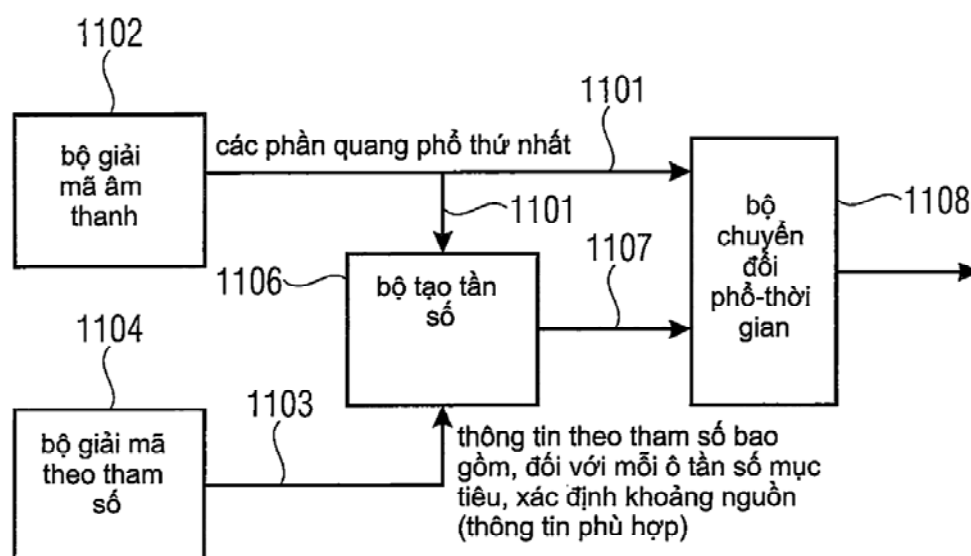 1102
bộ giải
mã âm
thanh
các phần quang phổ thứ nhất
1101
1101
bộ
chuyển
đổi
phổ-thời
gian
1108
1106
bộ tạo tần
số
1107
1104
bộ giải mã
theo tham
số
1103
thông tin theo tham số bao
gồm, đối với mỗi ô tần số mục
tiêu, xác định khoảng nguồn
(thông tin phù hợp)